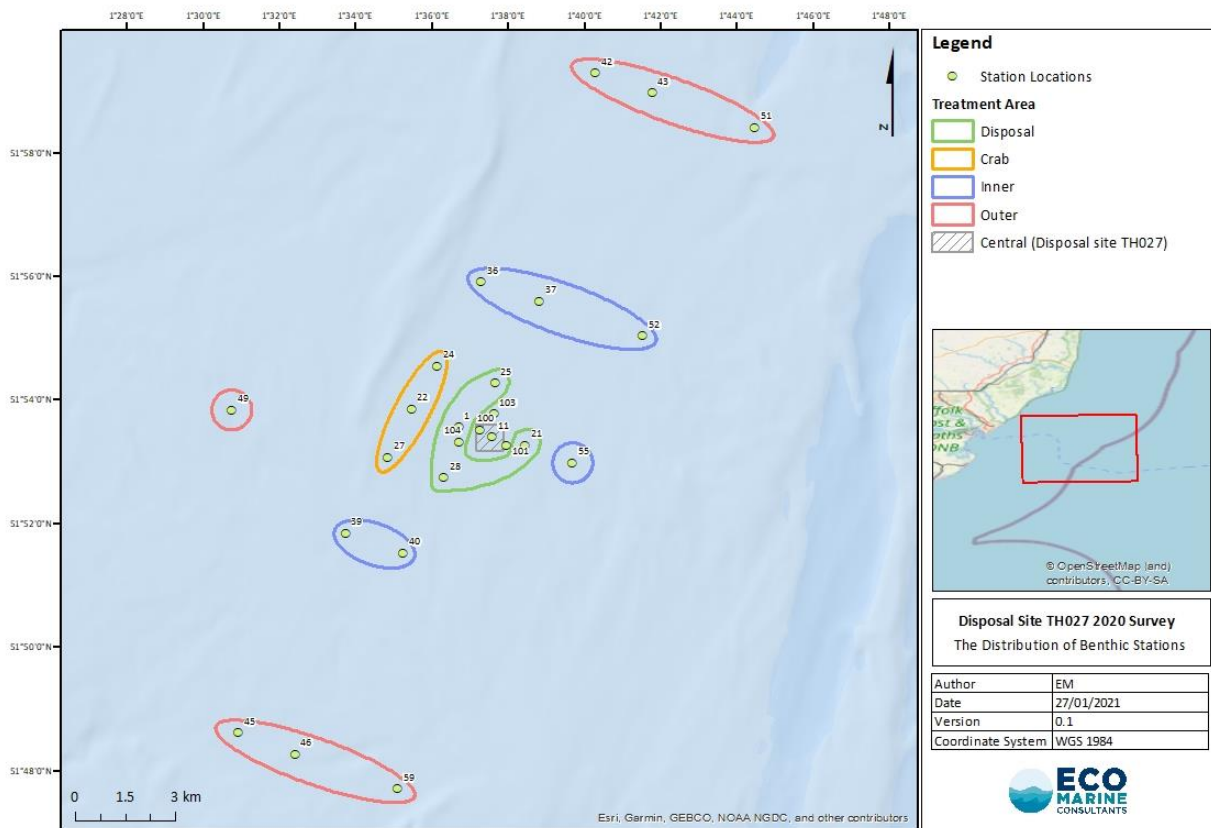 1°28'0"E 1°30'0"E 1°32'0"E 1°34'0"E 1°36'0"E 1°38'0"E 1°40'0"E 1°42'0"E 1°44'0"E 1°46'0"E 1°48'0"E
51°58'0"N
51°56'0"N
51°54'0"N
51°52'0"N
51°50'0"N
51°48'0"N
42
43
51
36
37
52
24
25
22
49
103
1
100
11
104
21
101
27
55
28
39
40
45
46
59
N
0 1.5 3 km
Esri, Garmin, GEBCO, NOAA NGDC, and other contributors
Legend
Station Locations
Treatment Area
Disposal
Crab
Inner
Outer
Central (Disposal site TH027)
ffolk
ost &
ths
ONB
© OpenStreetMap (and)
contributors, CC-BY-SA
Disposal Site TH027 2020 Survey
The Distribution of Benthic Stations
Author EM
Date 27/01/2021
Version 0.1
Coordinate System WGS 1984
ECO
MARINE
CONSULTANTS